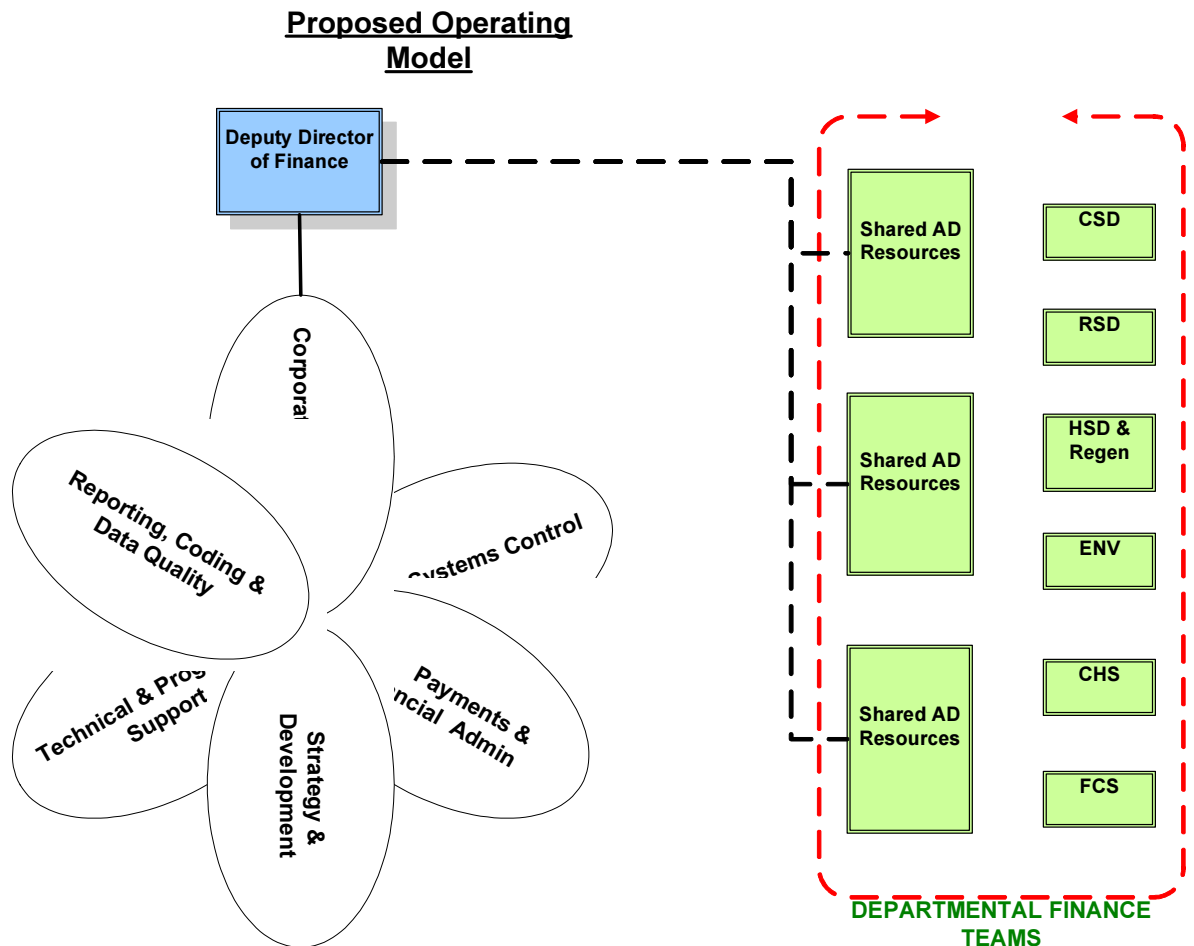 Proposed Operating
Model
Deputy Director
of Finance
Corporat
Reporting, Coding &
Data Quality
Systems Control
Technical & Prog
Support
Strategy &
Development
Payments &
ncial Admin
Shared AD
Resources
Shared AD
Resources
Shared AD
Resources
CSD
RSD
HSD &
Regen
ENV
CHS
FCS
DEPARTMENTAL FINANCE
TEAMS